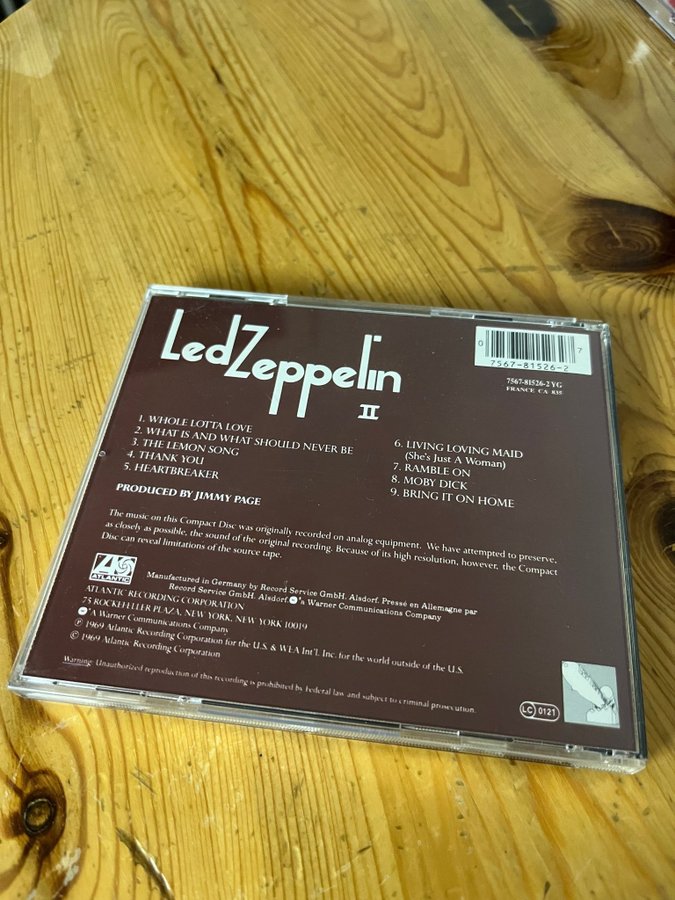 Led Zeppelin
II
0 7567-81526-2 7
7567-81526-2 YG
FRANCE CA 835
1. WHOLE LOTTA LOVE
2. WHAT IS AND WHAT SHOULD NEVER BE
3. THE LEMON SONG
4. THANK YOU
5. HEARTBREAKER
6. LIVING LOVING MAID
(She's Just A Woman)
7. RAMBLE ON
8. MOBY DICK
9. BRING IT ON HOME
PRODUCED BY JIMMY PAGE
The music on this Compact Disc was originally recorded on analog equipment. We have attempted to preserve,
as closely as possible, the sound of the original recording. Because of its high resolution, however, the Compact
Disc can reveal limitations of the source tape.
ATLANTIC
Manufactured in Germany by Record Service GmbH, Alsdorf. Pressé en Allemagne par
Record Service GmbH. Alsdorf. A Warner Communications Company
ATLANTIC RECORDING CORPORATION
75 ROCKEFELLER PLAZA, NEW YORK, NEW YORK 10019
"A Warner Communications Company
℗ 1969 Atlantic Recording Corporation for the U.S. & WEA Int'l. Inc. for the world outside of the U.S.
© 1969 Atlantic Recording Corporation
Warning: Unauthorized reproduction of this recording is prohibited by Federal law and subject to criminal prosecution.
LC 0121